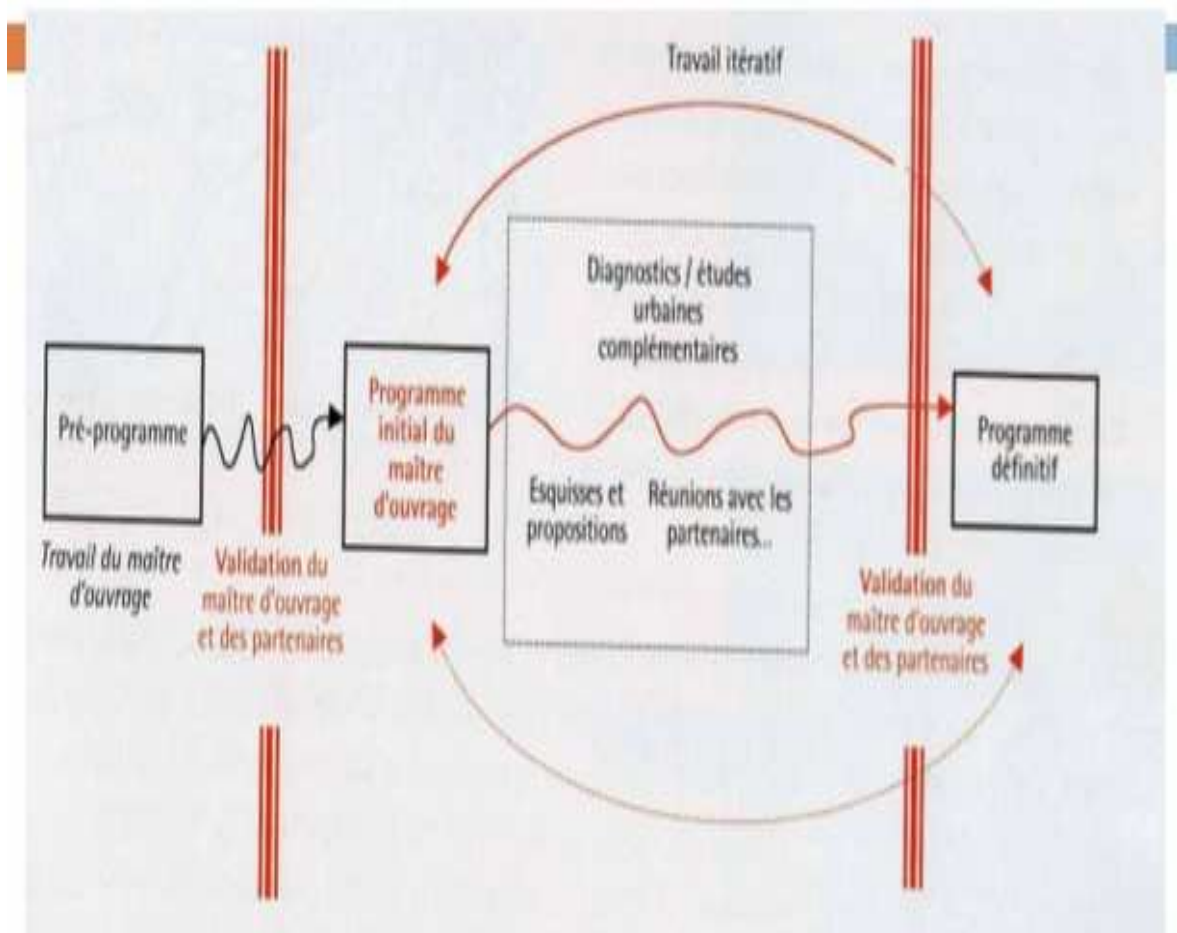 Travail itératif
Diagnostics / études
urbaines
complémentaires
Pré-programme
Programme
initial du
maître
d'ouvrage
Programme
définitif
Esquisses et
propositions
Réunions avec les
partenaires...
Travail du maître
d'ouvrage
Validation du
maître d'ouvrage
et des partenaires
Validation du
maître d'ouvrage
et des partenaires